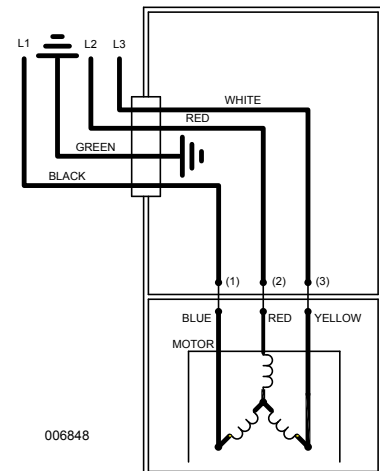 L1
L2
L3
WHITE
RED
GREEN
BLACK
(1)
(2)
(3)
BLUE
RED
YELLOW
MOTOR
006848